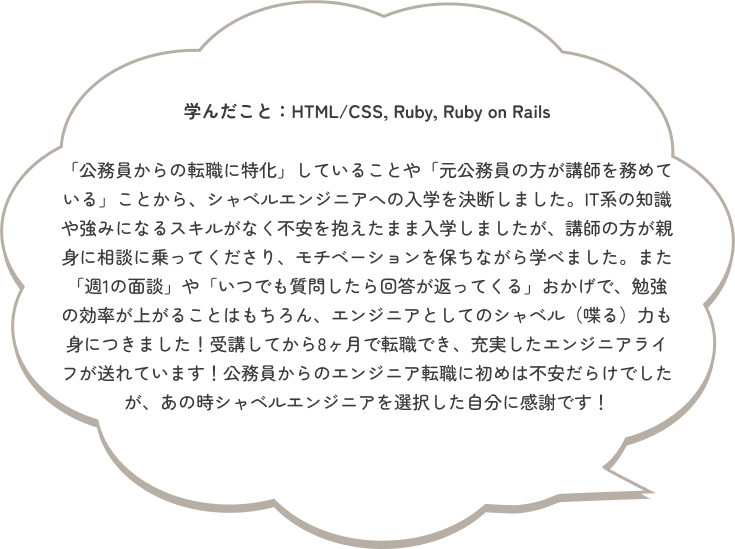 学んだこと：HTML/CSS, Ruby, Ruby on Rails
「公務員からの転職に特化」していることや「元公務員の方が講師を務めて
いる」ことから、シャベルエンジニアへの入学を決断しました。IT系の知識
や強みになるスキルがなく不安を抱えたまま入学しましたが、講師の方が親
身に相談に乗ってくださり、モチベーションを保ちながら学べました。また
「週1の面談」や「いつでも質問したら回答が返ってくる」おかげで、勉強
の効率が上がることはもちろん、エンジニアとしてのシャベル（喋る）力も
身につきました！受講してから8ヶ月で転職でき、充実したエンジニアライ
フが送れています！公務員からのエンジニア転職に初めは不安だらけでした
が、あの時シャベルエンジニアを選択した自分に感謝です！